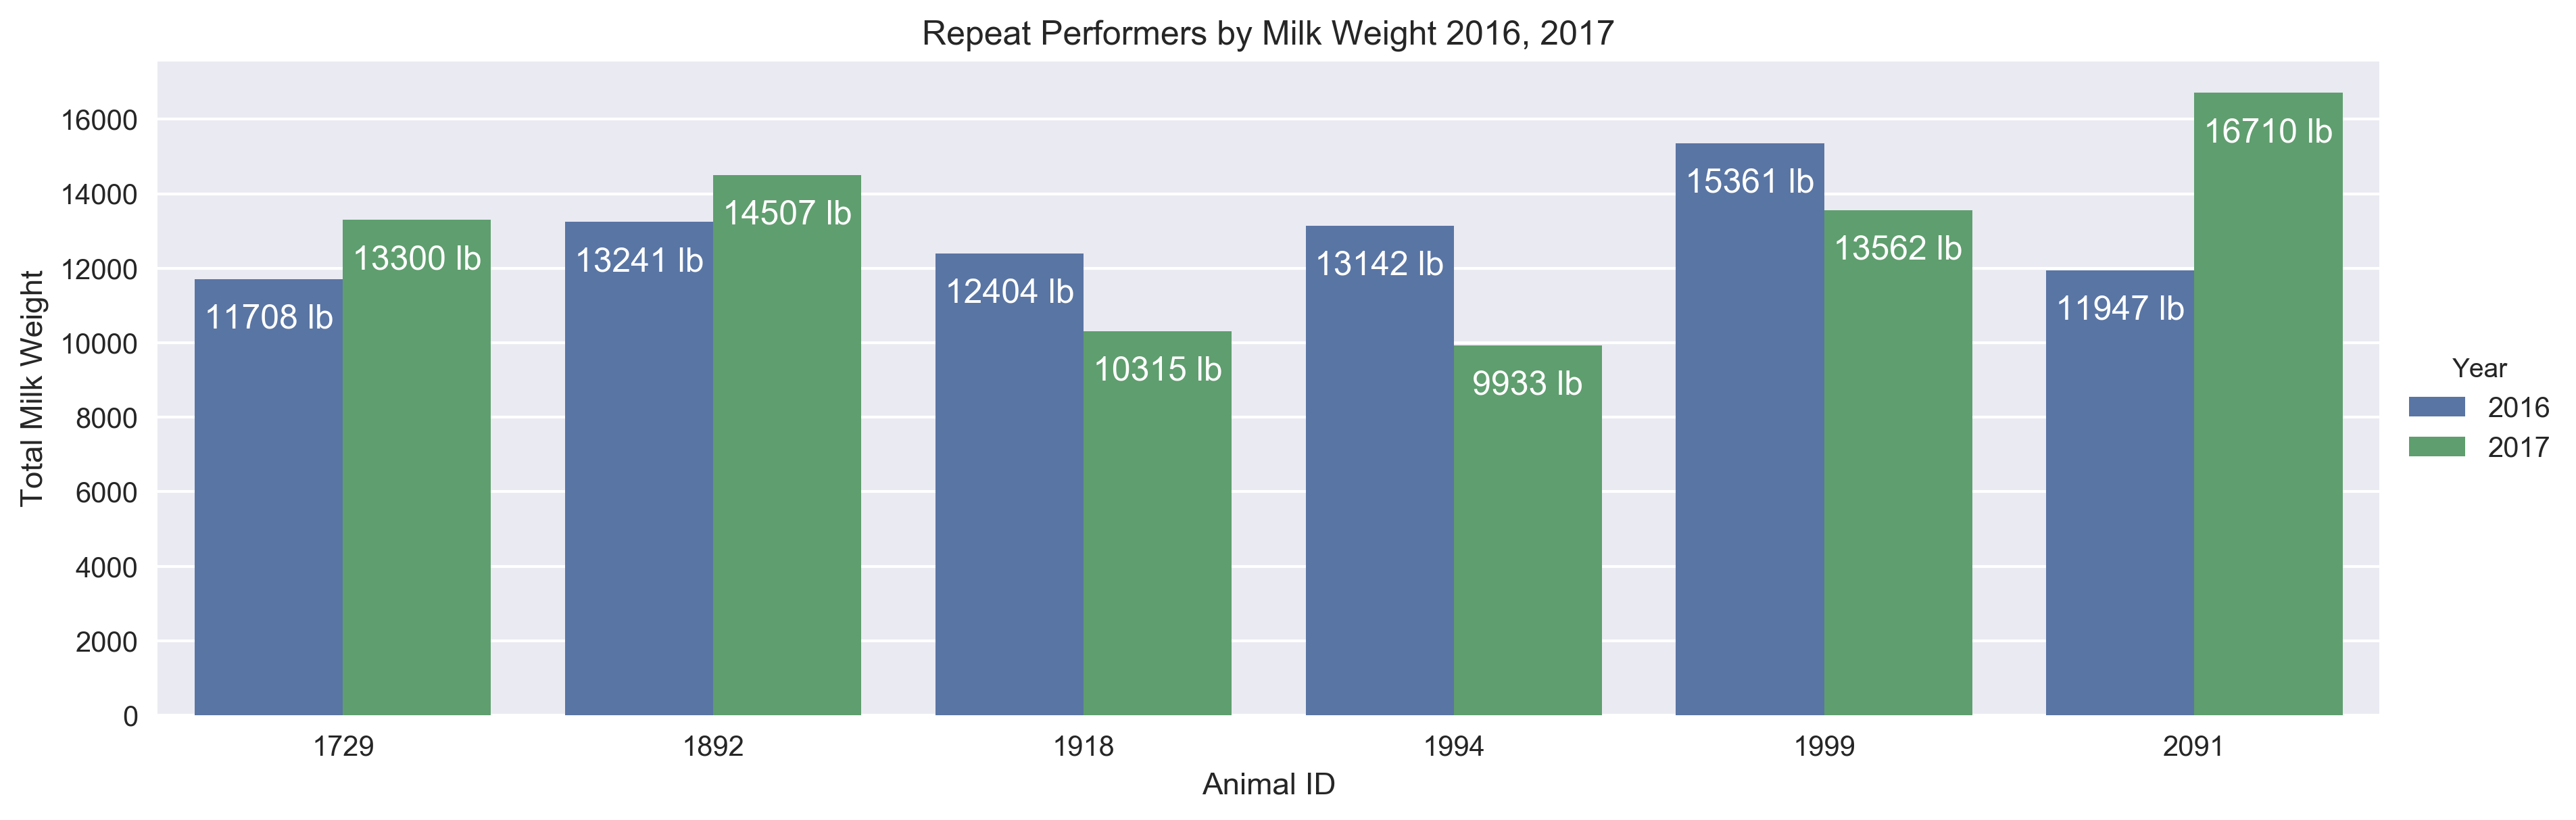 Repeat Performers by Milk Weight 2016, 2017
Total Milk Weight
16000
14000
12000
10000
8000
6000
4000
2000
0
11708 lb
13300 lb
13241 lb
14507 lb
12404 lb
10315 lb
13142 lb
9933 lb
15361 lb
13562 lb
11947 lb
16710 lb
1729
1892
1918
1994
1999
2091
Animal ID
Year
2016
2017